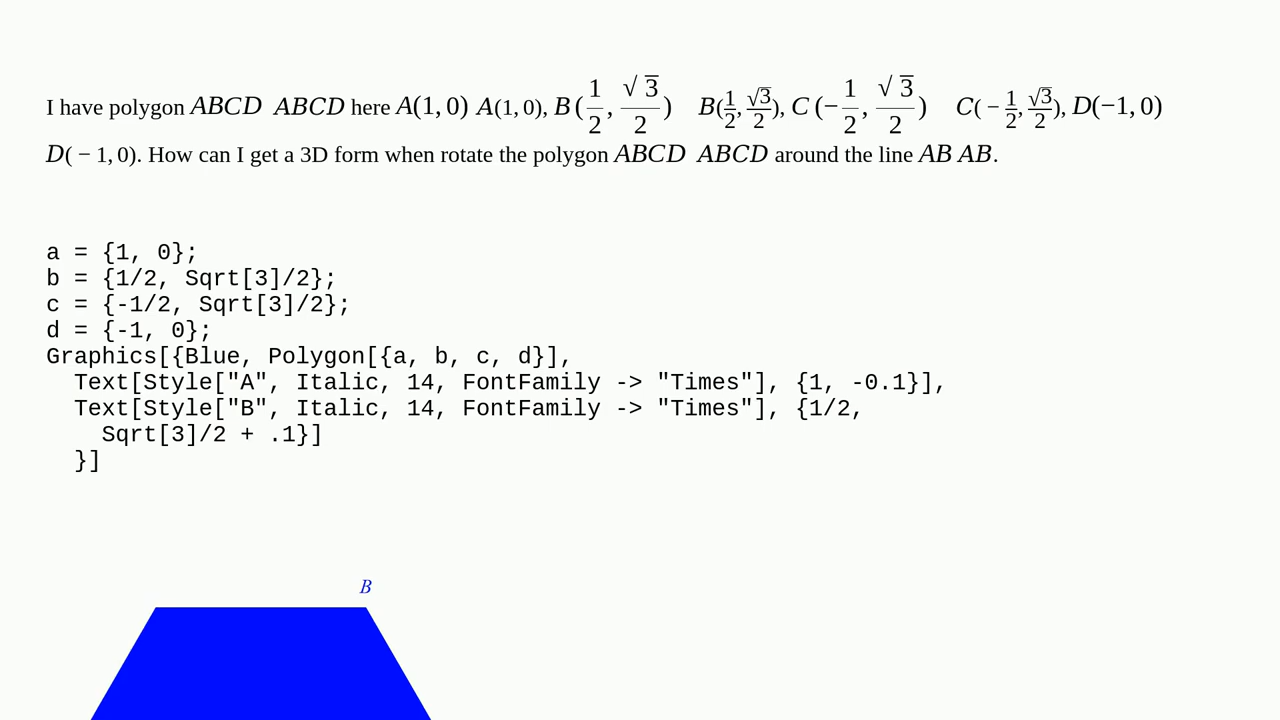 I have polygon ABCD ABCD here A(1, 0) A(1, 0), B (1/2, √3/2) B(1/2, √3/2), C (−1/2, √3/2) C( − 1/2, √3/2), D(−1, 0)
D( − 1, 0). How can I get a 3D form when rotate the polygon ABCD ABCD around the line AB AB.
a = {1, 0};
b = {1/2, Sqrt[3]/2};
c = {-1/2, Sqrt[3]/2};
d = {-1, 0};
Graphics[{Blue, Polygon[{a, b, c, d}],
  Text[Style["A", Italic, 14, FontFamily -> "Times"], {1, -0.1}],
  Text[Style["B", Italic, 14, FontFamily -> "Times"], {1/2,
    Sqrt[3]/2 + .1}]
  }]
B